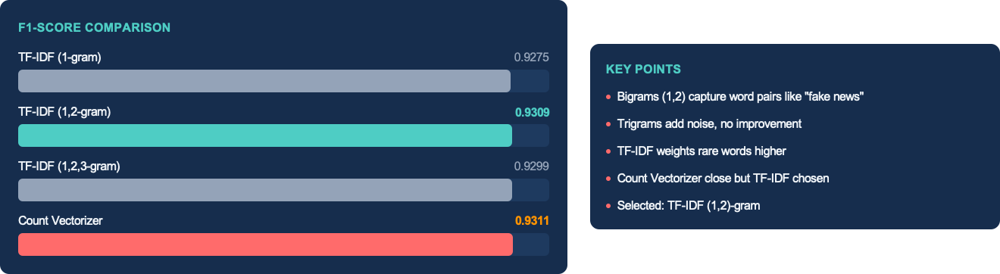 F1-SCORE COMPARISON
TF-IDF (1-gram) 0.9275
TF-IDF (1,2-gram) 0.9309
TF-IDF (1,2,3-gram) 0.9299
Count Vectorizer 0.9311
KEY POINTS
• Bigrams (1,2) capture word pairs like "fake news"
• Trigrams add noise, no improvement
• TF-IDF weights rare words higher
• Count Vectorizer close but TF-IDF chosen
• Selected: TF-IDF (1,2)-gram